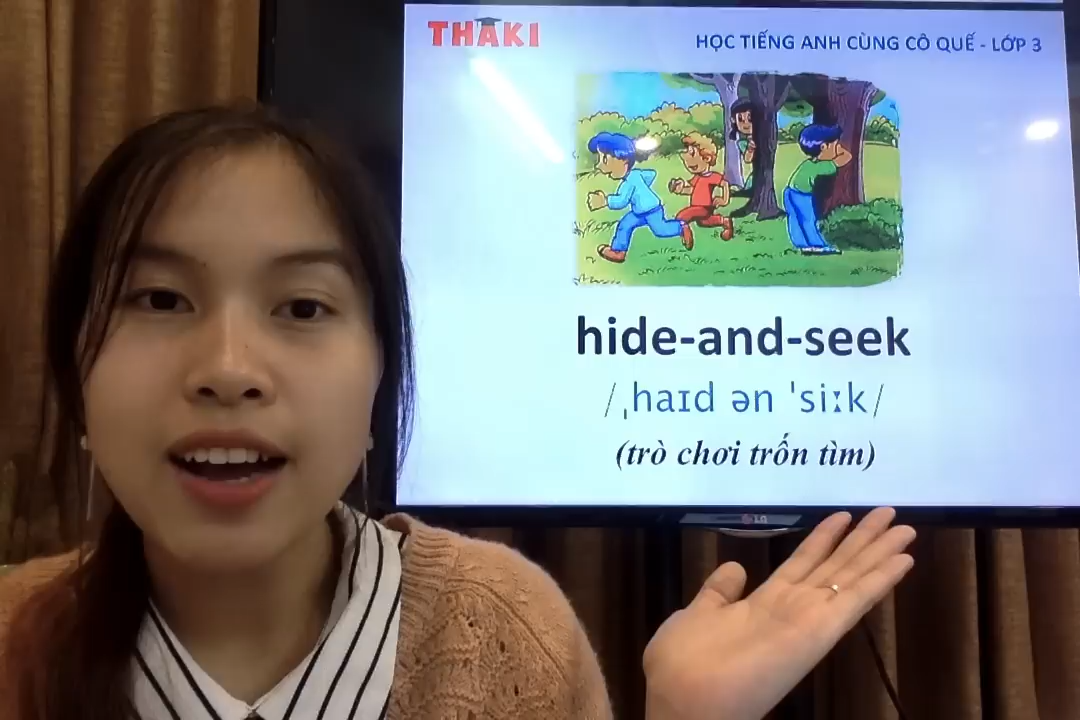 THAKI
HỌC TIẾNG ANH CÙNG CÔ QUẾ - LỚP 3
hide-and-seek
/ˌhaɪd ən ˈsiːk/
(trò chơi trốn tìm)
LG